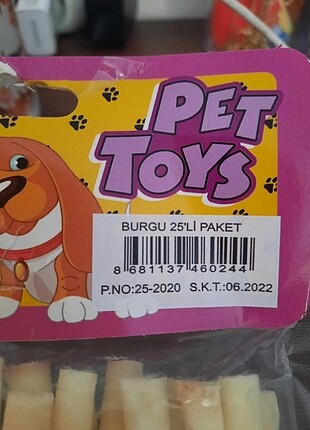 PET
TOYS
BURGU 25'Lİ PAKET
8 681137 460244
P.NO:25-2020 S.K.T.:06.2022